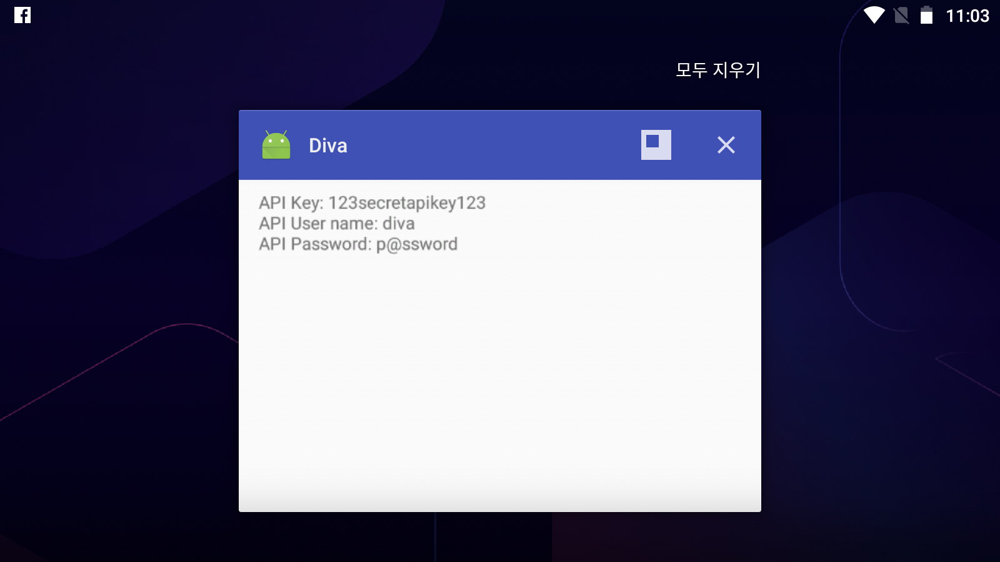 11:03
모두 지우기
Diva
API Key: 123secretapikey123
API User name: diva
API Password: p@ssword